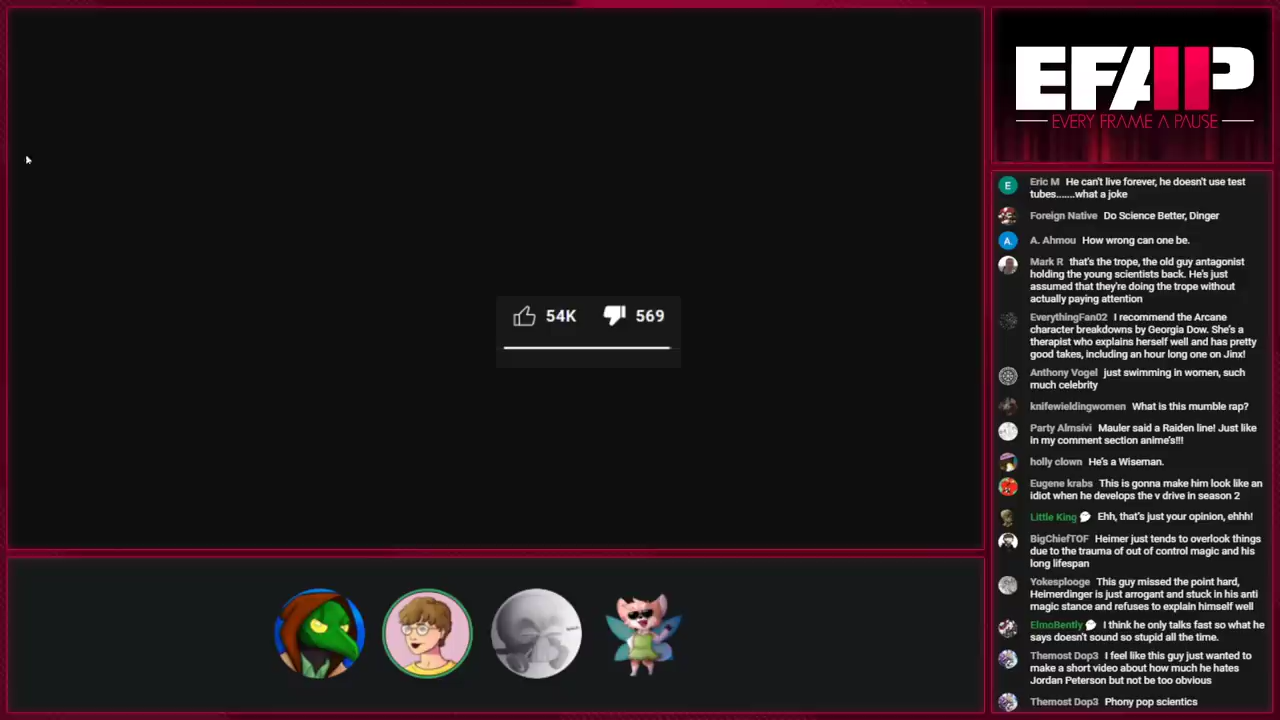 EFAP
EVERY FRAME A PAUSE
54K 569
E Eric M He can't live forever, he doesn't use test
tubes.......what a joke
Foreign Native Do Science Better, Dinger
A. A. Ahmou How wrong can one be.
Mark R that's the trope, the old guy antagonist
holding the young scientists back. He's just
assumed that they're doing the trope without
actually paying attention
EverythingFan02 I recommend the Arcane
character breakdowns by Georgia Dow. She's a
therapist who explains herself well and has pretty
good takes, including an hour long one on Jinx!
Anthony Vogel just swimming in women, such
much celebrity
knifewieldingwomen What is this mumble rap?
Party Almsivi Mauler said a Raiden line! Just like
in my comment section anime's!!!
holly clown He's a Wiseman.
Eugene krabs This is gonna make him look like an
idiot when he develops the v drive in season 2
Little King Ehh, that's just your opinion, ehhh!
BigChiefTOF Heimer just tends to overlook things
due to the trauma of out of control magic and his
long lifespan
Yokesplooge This guy missed the point hard,
Heimerdinger is just arrogant and stuck in his anti
magic stance and refuses to explain himself well
ElmoBently I think he only talks fast so what he
says doesn't sound so stupid all the time.
Themost Dop3 I feel like this guy just wanted to
make a short video about how much he hates
Jordan Peterson but not be too obvious
Themost Dop3 Phony pop scientics